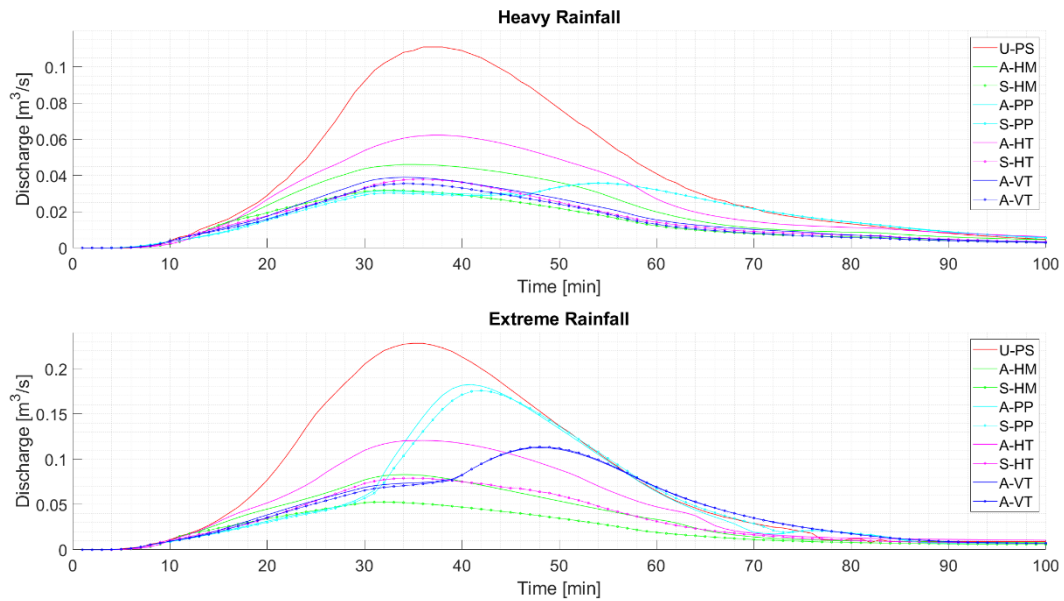 Heavy Rainfall
Discharge [m³/s]
0.1
0.08
0.06
0.04
0.02
0
0 10 20 30 40 50 60 70 80 90 100
Time [min]
U-PS
A-HM
S-HM
A-PP
S-PP
A-HT
S-HT
A-VT
A-VT
Extreme Rainfall
Discharge [m³/s]
0.2
0.15
0.1
0.05
0
0 10 20 30 40 50 60 70 80 90 100
Time [min]
U-PS
A-HM
S-HM
A-PP
S-PP
A-HT
S-HT
A-VT
A-VT